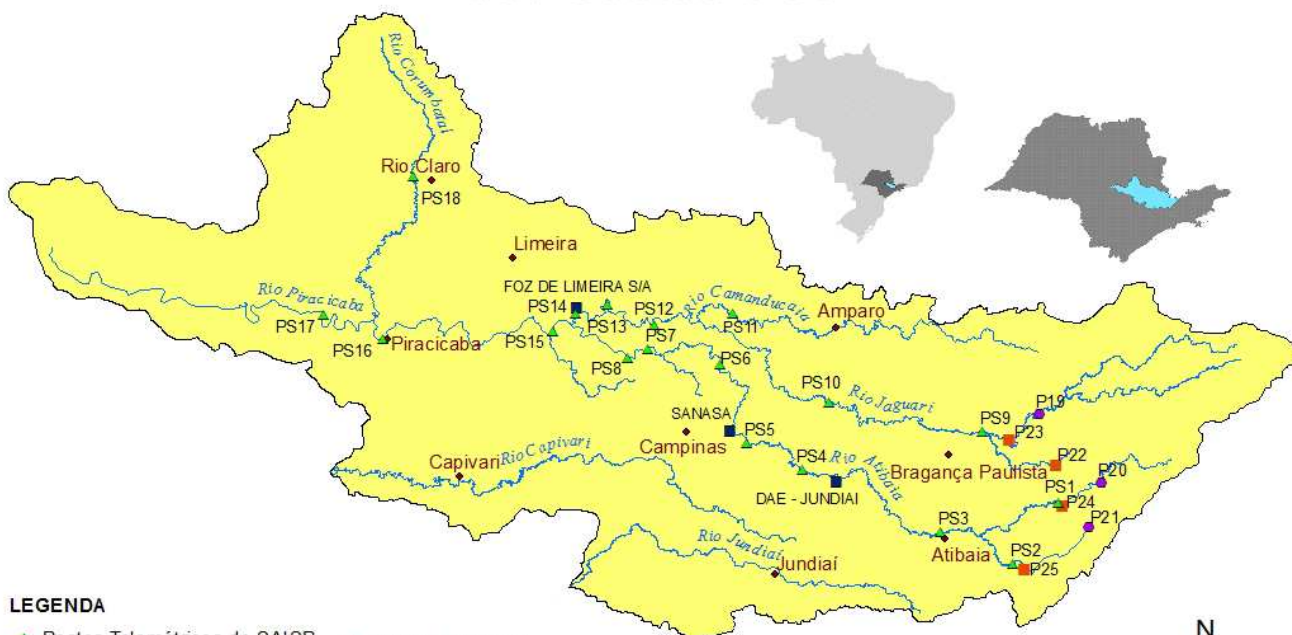 Rio Corumbataí
Rio Claro
PS18
Limeira
FOZ DE LIMEIRA S/A
Rio Piracicaba
PS17
PS14
PS13
PS12
Rio Camanducaia
PS11
Amparo
PS16
Piracicaba
PS15
PS7
PS8
PS6
PS10
Rio Jaguari
P19
SANASA
PS9
P23
Campinas
PS5
Capivari
Rio Capivari
PS4
Rio Atibaia
Bragança Paulista
P22
P20
DAE - JUNDIAI
PS1
P24
P21
PS3
Atibaia
PS2
P25
Rio Jundiaí
Jundiaí
LEGENDA
N